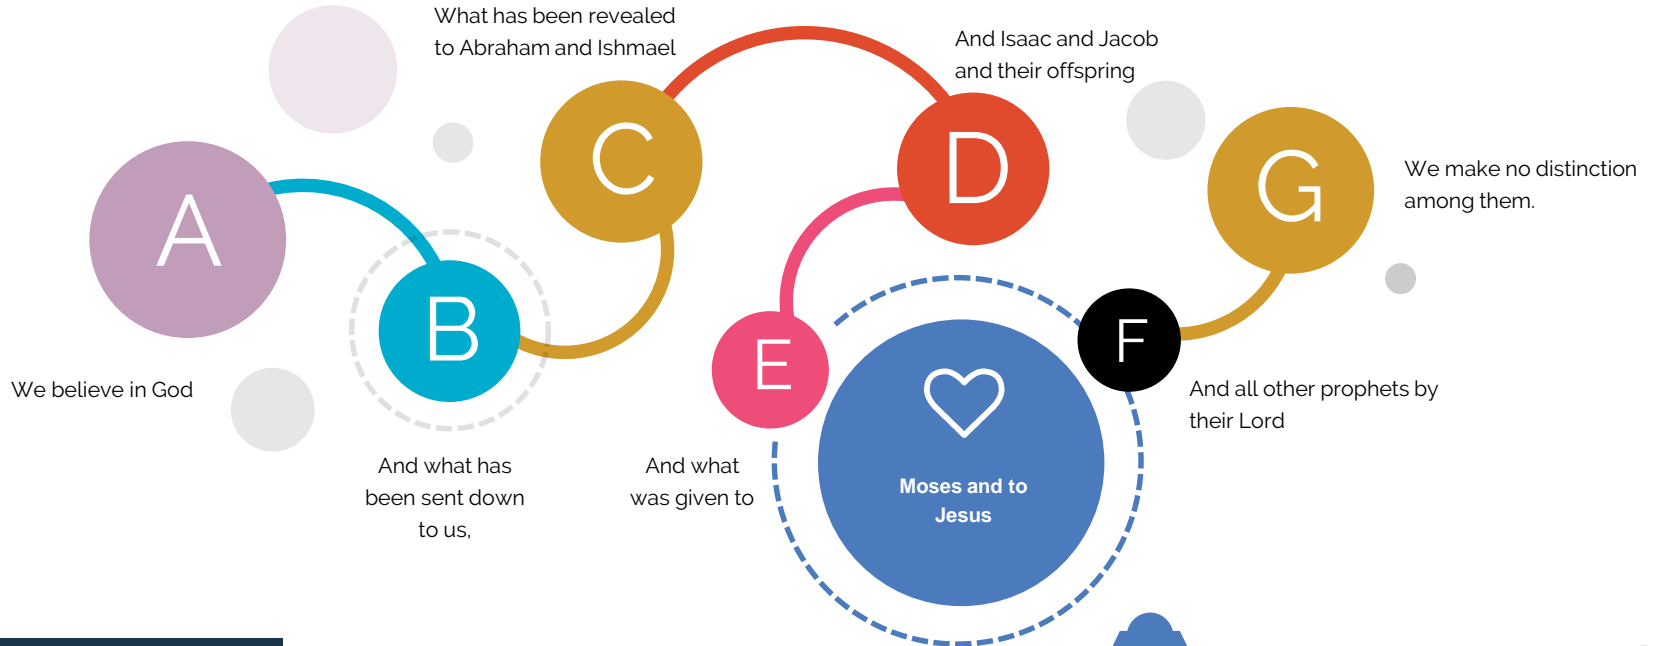 A
We believe in God
B
And what has
been sent down
to us,
C
What has been revealed
to Abraham and Ishmael
D
And Isaac and Jacob
and their offspring
E
And what
was given to
Moses and to
Jesus
F
And all other prophets by
their Lord
G
We make no distinction
among them.